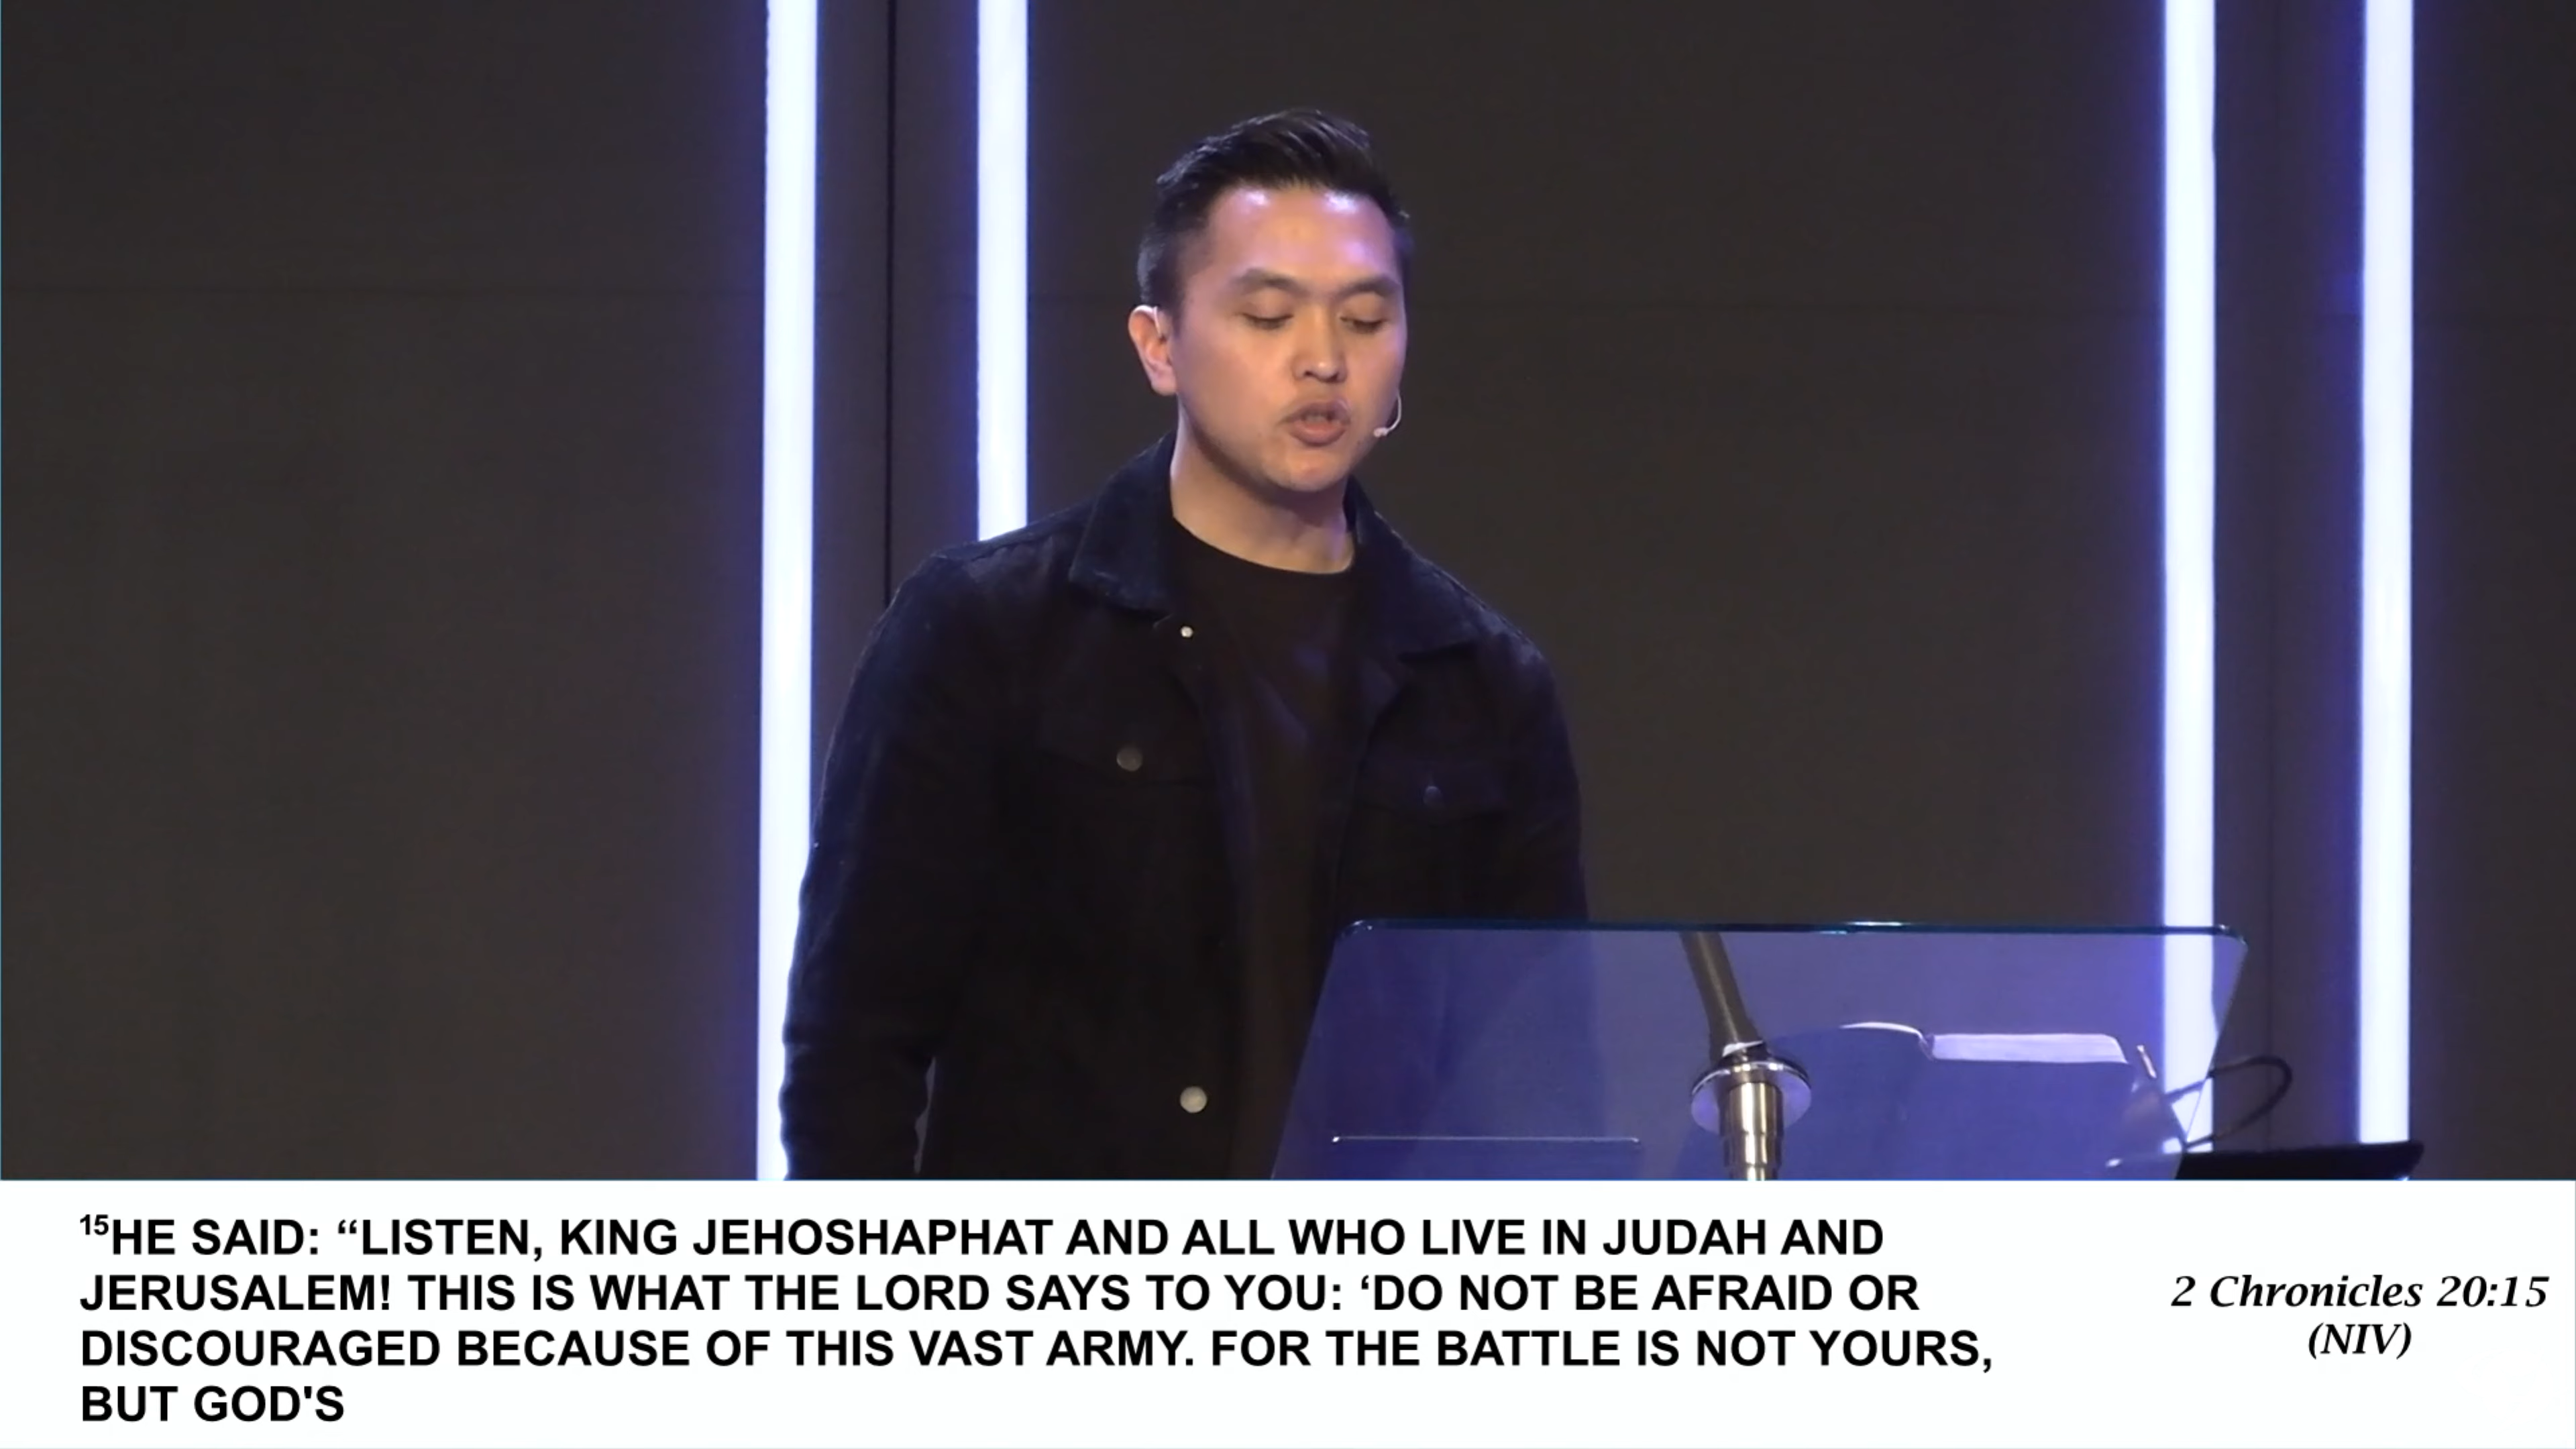 15HE SAID: “LISTEN, KING JEHOSHAPHAT AND ALL WHO LIVE IN JUDAH AND
JERUSALEM! THIS IS WHAT THE LORD SAYS TO YOU: ‘DO NOT BE AFRAID OR
DISCOURAGED BECAUSE OF THIS VAST ARMY. FOR THE BATTLE IS NOT YOURS,
BUT GOD'S
2 Chronicles 20:15
(NIV)